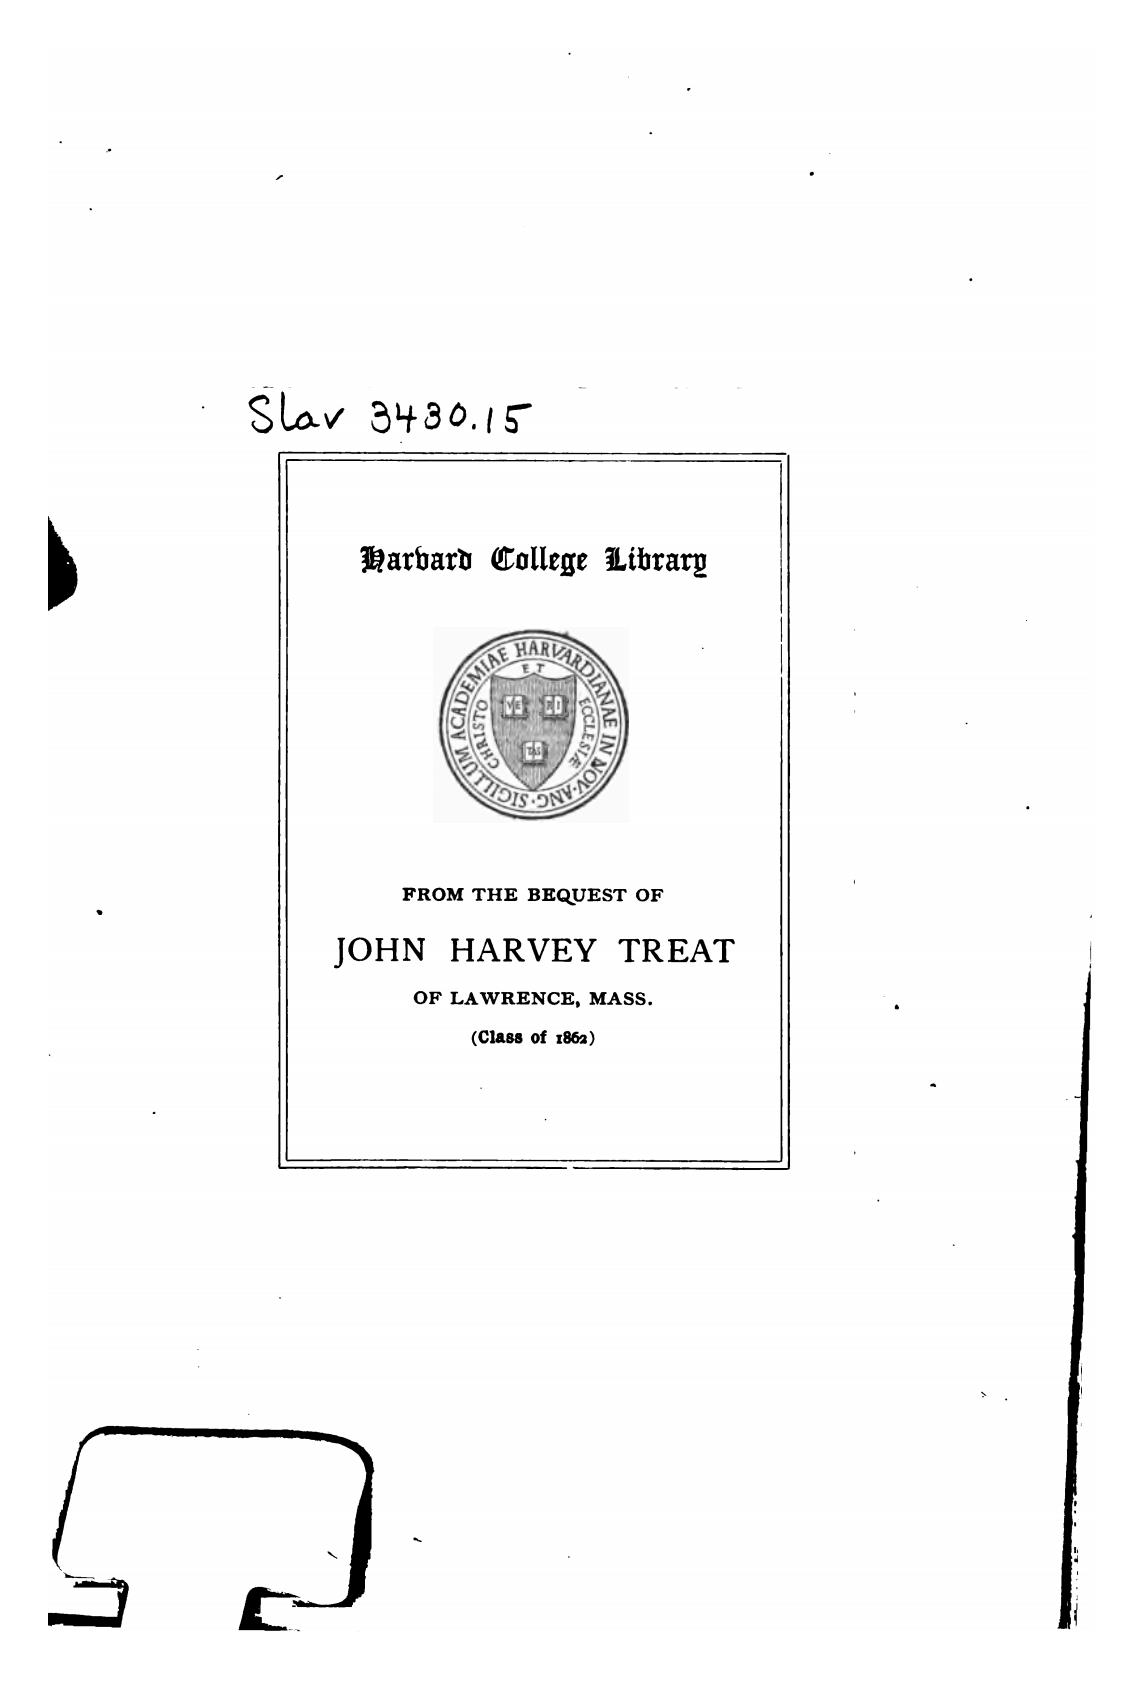 Slav 3430.15
Harvard College Library
SIGILLUM ACADEMIAE HARVARDIANAE IN NOV·ANG·
CHRISTO ET ECCLESIÆ
VE RI
TAS
FROM THE BEQUEST OF
JOHN HARVEY TREAT
OF LAWRENCE, MASS.
(Class of 1862)